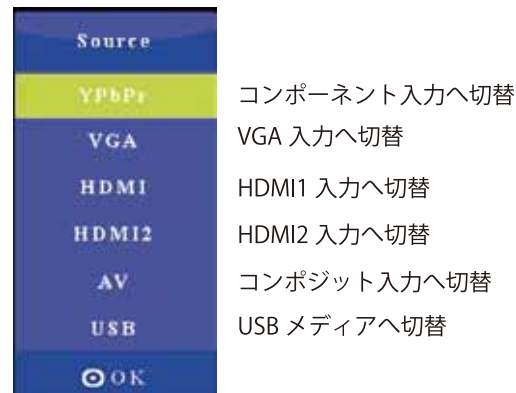 Source
YPbPr コンポーネント入力へ切替
VGA VGA 入力へ切替
HDMI HDMI1 入力へ切替
HDMI2 HDMI2 入力へ切替
AV コンポジット入力へ切替
USB USB メディアへ切替
OK